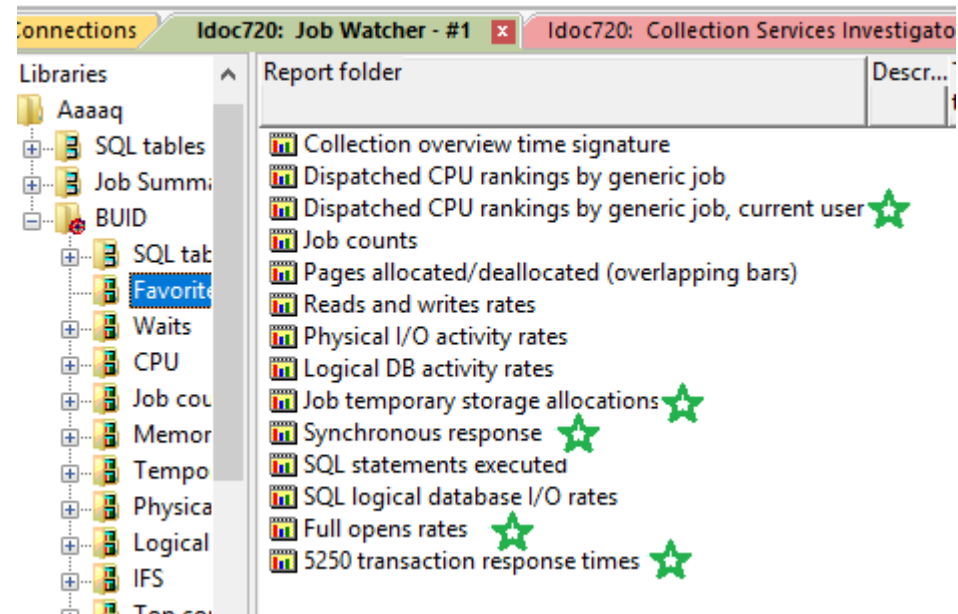 Connections
Idoc720: Job Watcher - #1
x
Idoc720: Collection Services Investigato
Libraries
Aaaaq
SQL tables
Job Summa
BUID
SQL tab
Favorite
Waits
CPU
Job cou
Memor
Tempo
Physica
Logical
IFS
Top co
Report folder
Descr...
Collection overview time signature
Dispatched CPU rankings by generic job
Dispatched CPU rankings by generic job, current user
Job counts
Pages allocated/deallocated (overlapping bars)
Reads and writes rates
Physical I/O activity rates
Logical DB activity rates
Job temporary storage allocations
Synchronous response
SQL statements executed
SQL logical database I/O rates
Full opens rates
5250 transaction response times